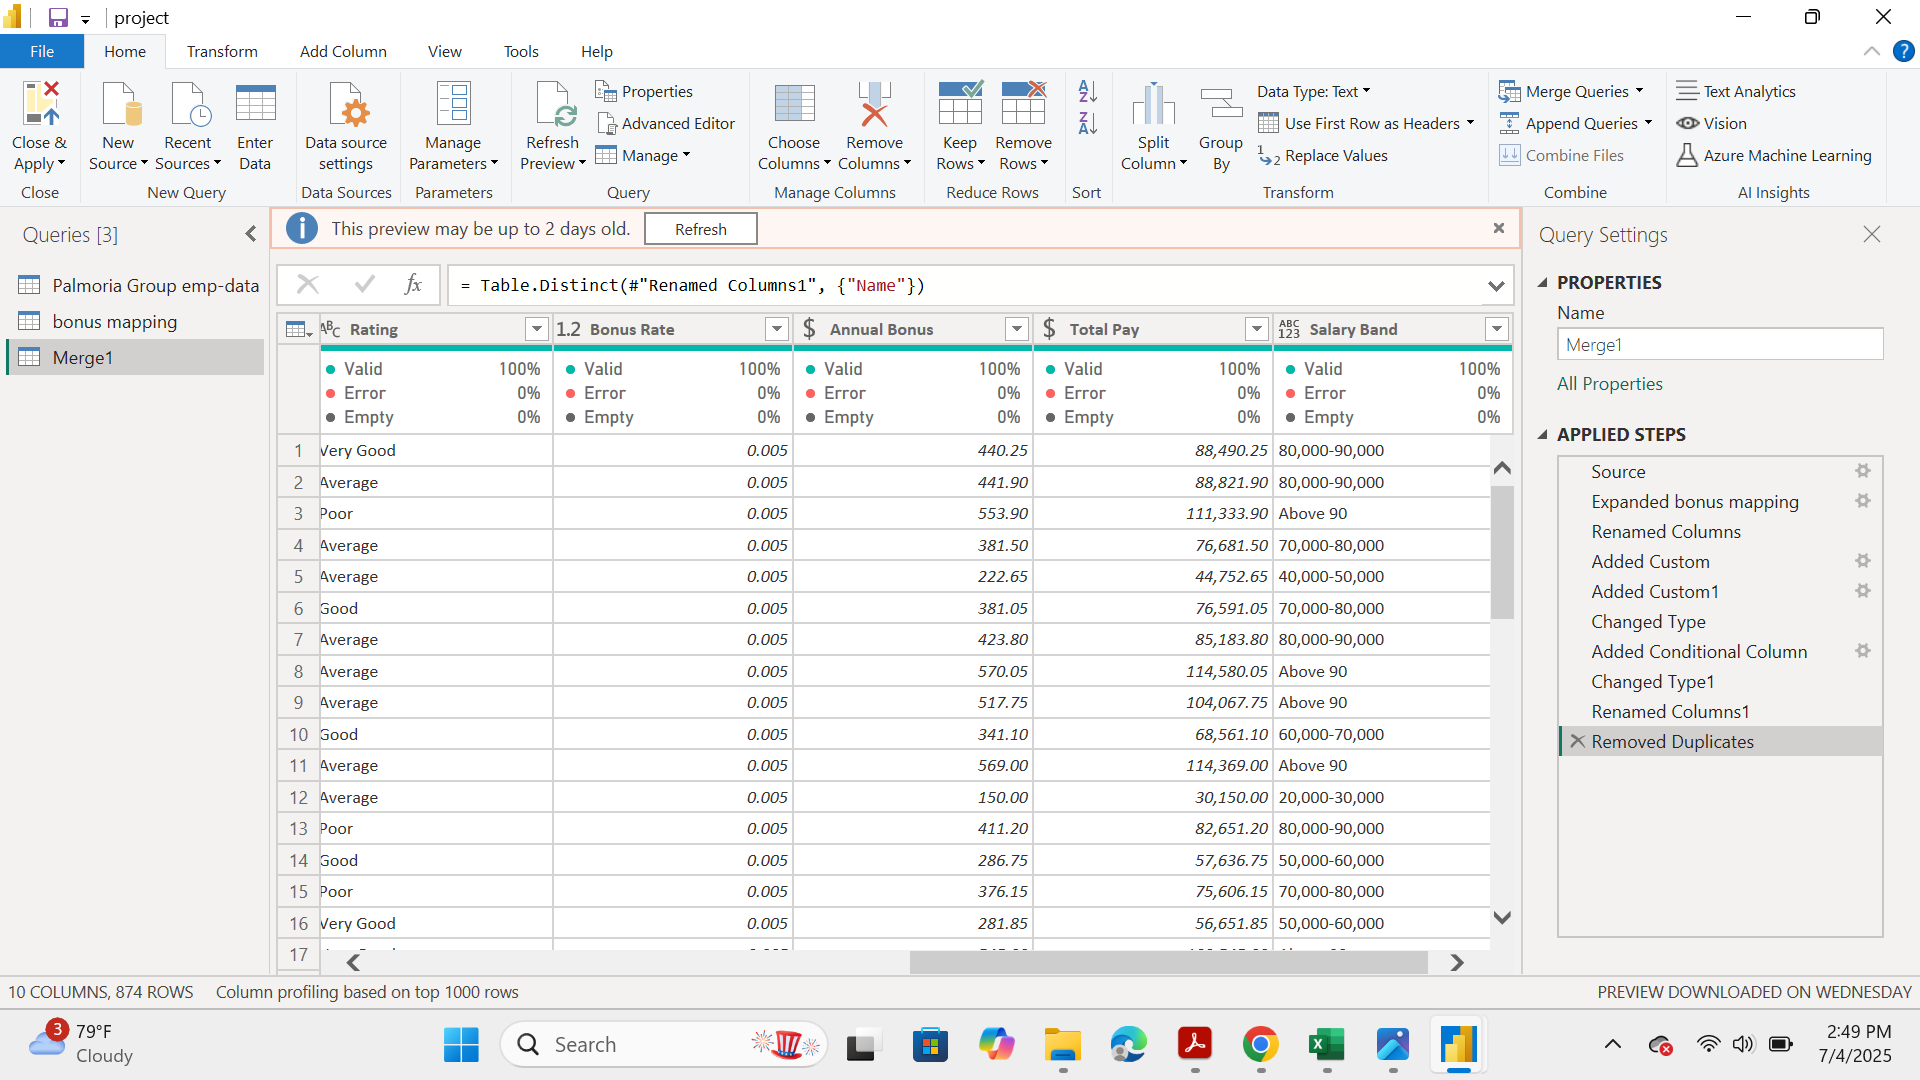 project
File
Home
Transform
Add Column
View
Tools
Help
Close &
Apply
Close
New
Source
Recent
Sources
Enter
Data
New Query
Data source
settings
Data Sources
Manage
Parameters
Parameters
Refresh
Preview
Properties
Advanced Editor
Manage
Query
Choose
Columns
Remove
Columns
Manage Columns
Keep
Rows
Remove
Rows
Reduce Rows
Sort
Split
Column
Group
By
Data Type: Text
Use First Row as Headers
Replace Values
Transform
Merge Queries
Append Queries
Combine Files
Combine
Text Analytics
Vision
Azure Machine Learning
AI Insights
Queries [3]
Palmoria Group emp-data
bonus mapping
Merge1
This preview may be up to 2 days old.
Refresh
fx
= Table.Distinct(#"Renamed Columns1", {"Name"})
Rating 1.2 Bonus Rate $ Annual Bonus $ Total Pay ABC 123 Salary Band
Valid 100% Valid 100% Valid 100% Valid 100% Valid 100%
Error 0% Error 0% Error 0% Error 0% Error 0%
Empty 0% Empty 0% Empty 0% Empty 0% Empty 0%
1 Very Good 0.005 440.25 88,490.25 80,000-90,000
2 Average 0.005 441.90 88,821.90 80,000-90,000
3 Poor 0.005 553.90 111,333.90 Above 90
4 Average 0.005 381.50 76,681.50 70,000-80,000
5 Average 0.005 222.65 44,752.65 40,000-50,000
6 Good 0.005 381.05 76,591.05 70,000-80,000
7 Average 0.005 423.80 85,183.80 80,000-90,000
8 Average 0.005 570.05 114,580.05 Above 90
9 Average 0.005 517.75 104,067.75 Above 90
10 Good 0.005 341.10 68,561.10 60,000-70,000
11 Average 0.005 569.00 114,369.00 Above 90
12 Average 0.005 150.00 30,150.00 20,000-30,000
13 Poor 0.005 411.20 82,651.20 80,000-90,000
14 Good 0.005 286.75 57,636.75 50,000-60,000
15 Poor 0.005 376.15 75,606.15 70,000-80,000
16 Very Good 0.005 281.85 56,651.85 50,000-60,000
17
Query Settings
PROPERTIES
Name
Merge1
All Properties
APPLIED STEPS
Source
Expanded bonus mapping
Renamed Columns
Added Custom
Added Custom1
Changed Type
Added Conditional Column
Changed Type1
Renamed Columns1
Removed Duplicates
10 COLUMNS, 874 ROWS
Column profiling based on top 1000 rows
PREVIEW DOWNLOADED ON WEDNESDAY
3
79°F
Cloudy
Search
2:49 PM
7/4/2025